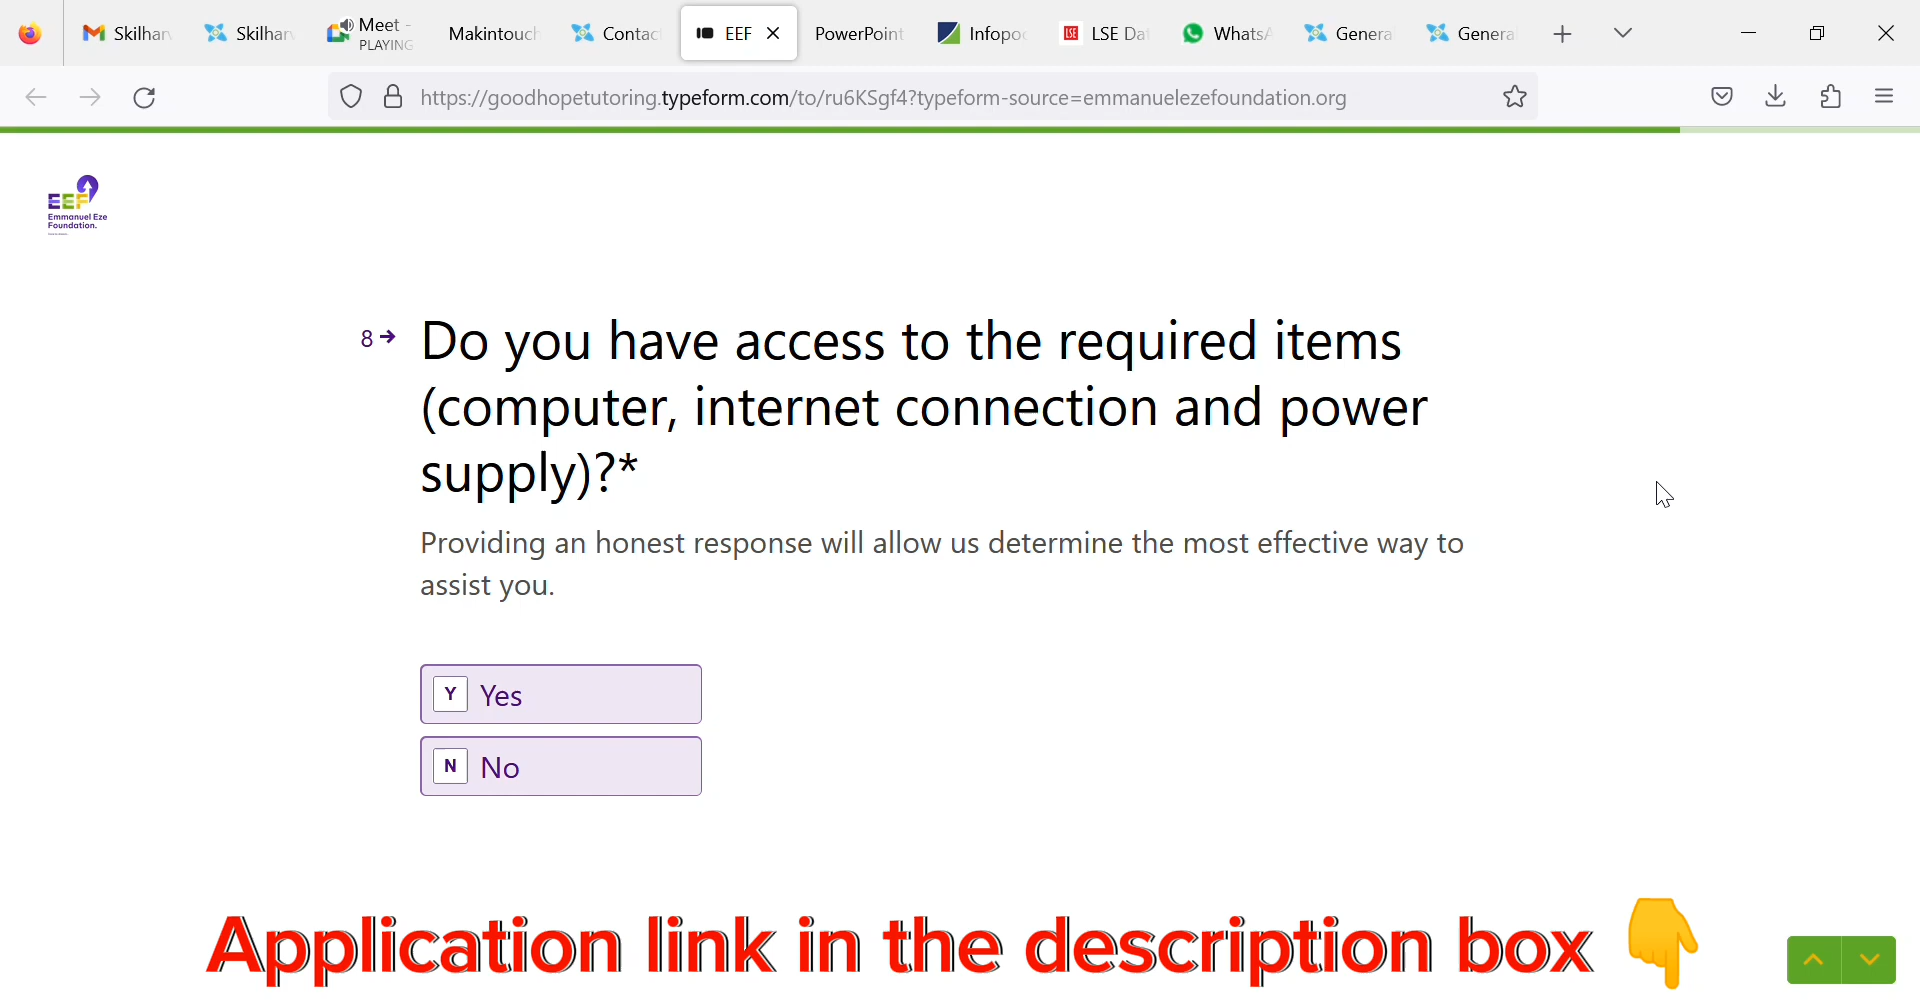 Skilhar
Skilhar
Meet -
PLAYING
Makintouch
Contac
EEF
PowerPoint
Infopo
LSE Da
LSE
WhatsA
Genera
Genera
https://goodhopetutoring.typeform.com/to/ru6KSgf4?typeform-source=emmanuelezefoundation.org
EEF
Emmanuel Eze
Foundation.
8 → Do you have access to the required items
(computer, internet connection and power
supply)?*
Providing an honest response will allow us determine the most effective way to
assist you.
Y Yes
N No
Application link in the description box 👇